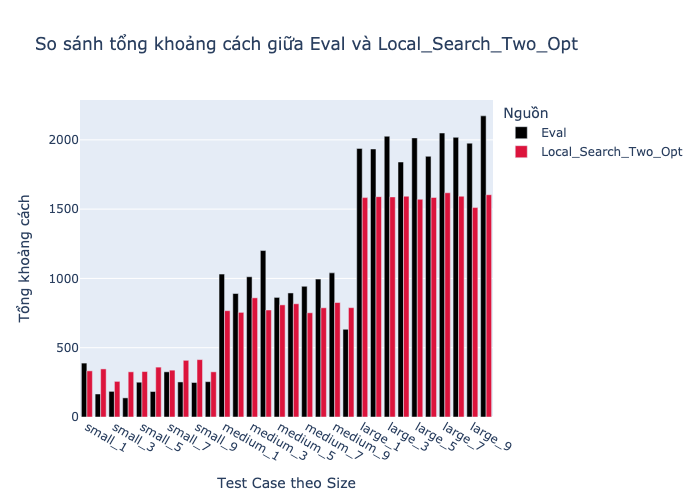 So sánh tổng khoảng cách giữa Eval và Local_Search_Two_Opt
Nguồn
Eval
Local_Search_Two_Opt
Tổng khoảng cách
2000
1500
1000
500
0
small_1
small_3
small_5
small_7
small_9
medium_1
medium_3
medium_5
medium_7
medium_9
large_1
large_3
large_5
large_7
large_9
Test Case theo Size